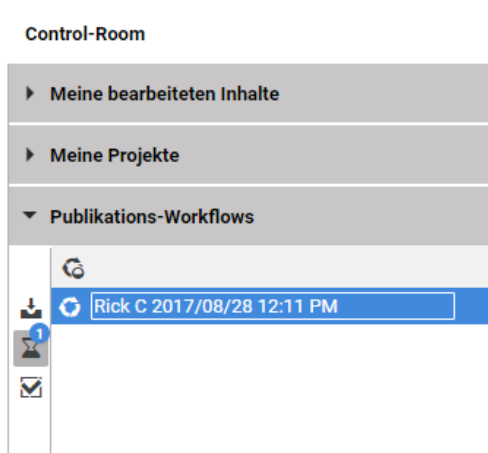 Control-Room
Meine bearbeiteten Inhalte
Meine Projekte
Publikations-Workflows
Rick C 2017/08/28 12:11 PM
1